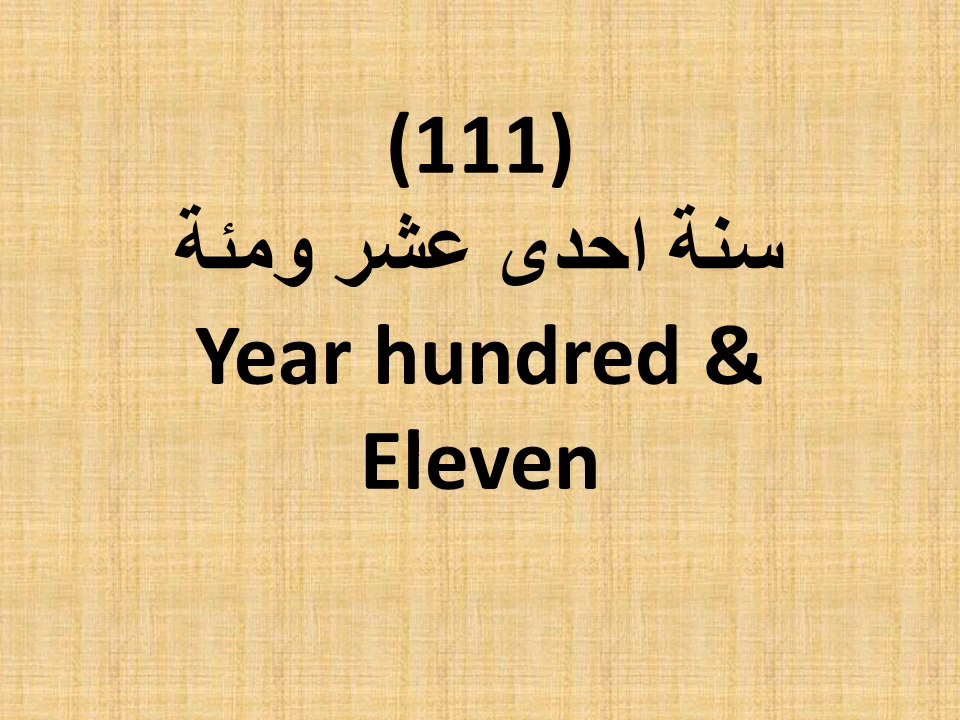 (111)
سنة احدى عشر ومئة
Year hundred &
Eleven